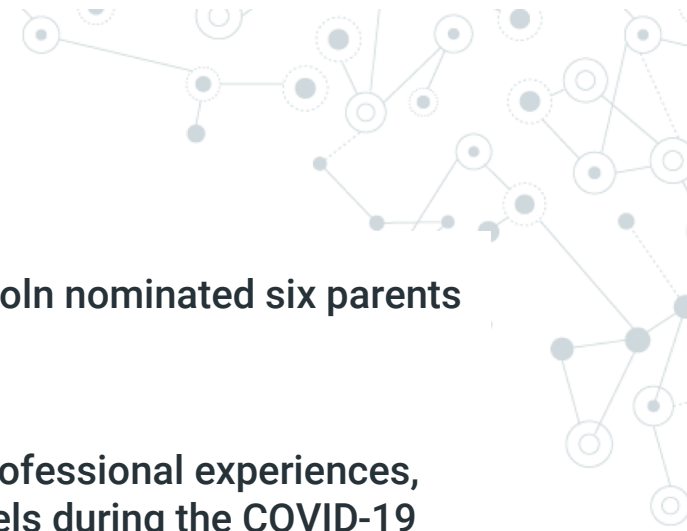 oln nominated six parents
ofessional experiences,
els during the COVID-19